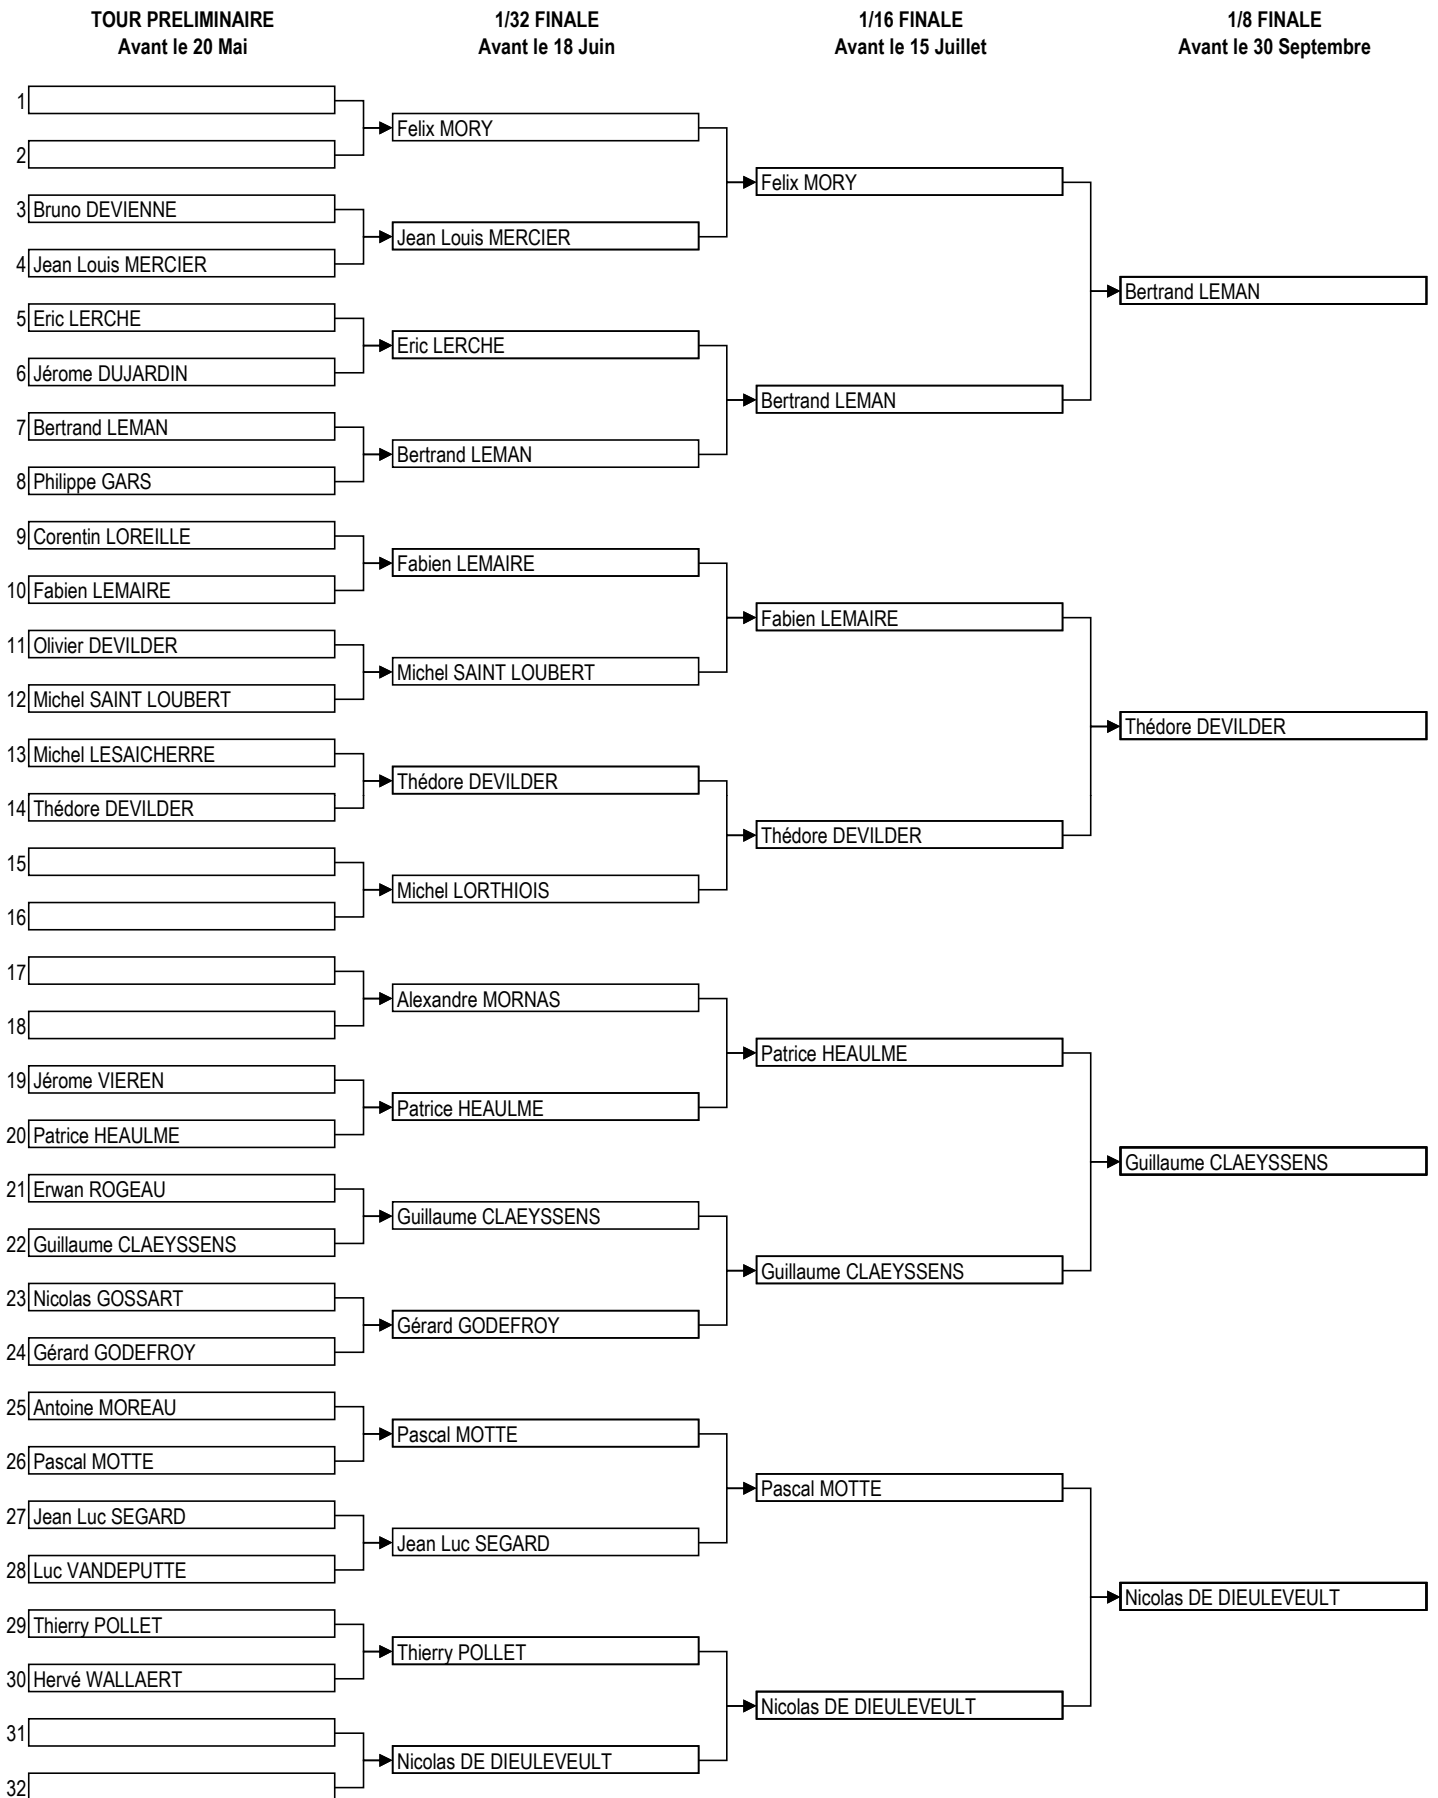 TOUR PRELIMINAIRE
Avant le 20 Mai
1/32 FINALE
Avant le 18 Juin
1/16 FINALE
Avant le 15 Juillet
1/8 FINALE
Avant le 30 Septembre
1
2
3 Bruno DEVIENNE
4 Jean Louis MERCIER
5 Eric LERCHE
6 Jérome DUJARDIN
7 Bertrand LEMAN
8 Philippe GARS
9 Corentin LOREILLE
10 Fabien LEMAIRE
11 Olivier DEVILDER
12 Michel SAINT LOUBERT
13 Michel LESAICHERRE
14 Thédore DEVILDER
15
16
17
18
19 Jérome VIEREN
20 Patrice HEAULME
21 Erwan ROGEAU
22 Guillaume CLAEYSSENS
23 Nicolas GOSSART
24 Gérard GODEFROY
25 Antoine MOREAU
26 Pascal MOTTE
27 Jean Luc SEGARD
28 Luc VANDEPUTTE
29 Thierry POLLET
30 Hervé WALLAERT
31
32
Felix MORY
Jean Louis MERCIER
Eric LERCHE
Bertrand LEMAN
Fabien LEMAIRE
Michel SAINT LOUBERT
Thédore DEVILDER
Michel LORTHIOIS
Alexandre MORNAS
Patrice HEAULME
Guillaume CLAEYSSENS
Gérard GODEFROY
Pascal MOTTE
Jean Luc SEGARD
Thierry POLLET
Nicolas DE DIEULEVEULT
Felix MORY
Bertrand LEMAN
Fabien LEMAIRE
Thédore DEVILDER
Patrice HEAULME
Guillaume CLAEYSSENS
Pascal MOTTE
Nicolas DE DIEULEVEULT
Bertrand LEMAN
Thédore DEVILDER
Guillaume CLAEYSSENS
Nicolas DE DIEULEVEULT